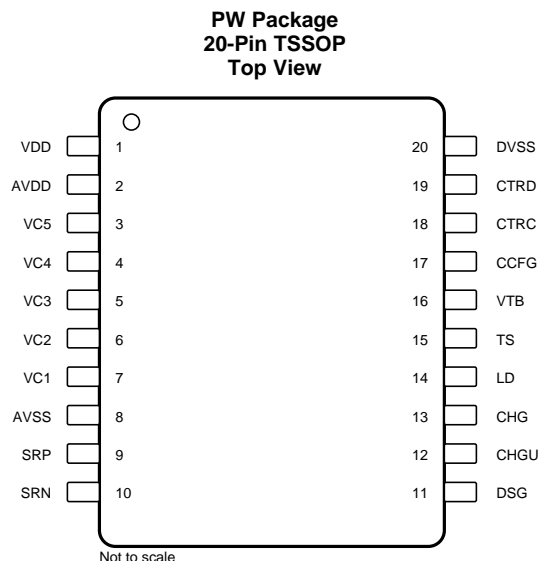 PW Package
20-Pin TSSOP
Top View
VDD 1 20 DVSS
AVDD 2 19 CTRD
VC5 3 18 CTRC
VC4 4 17 CCFG
VC3 5 16 VTB
VC2 6 15 TS
VC1 7 14 LD
AVSS 8 13 CHG
SRP 9 12 CHGU
SRN 10 11 DSG
Not to scale